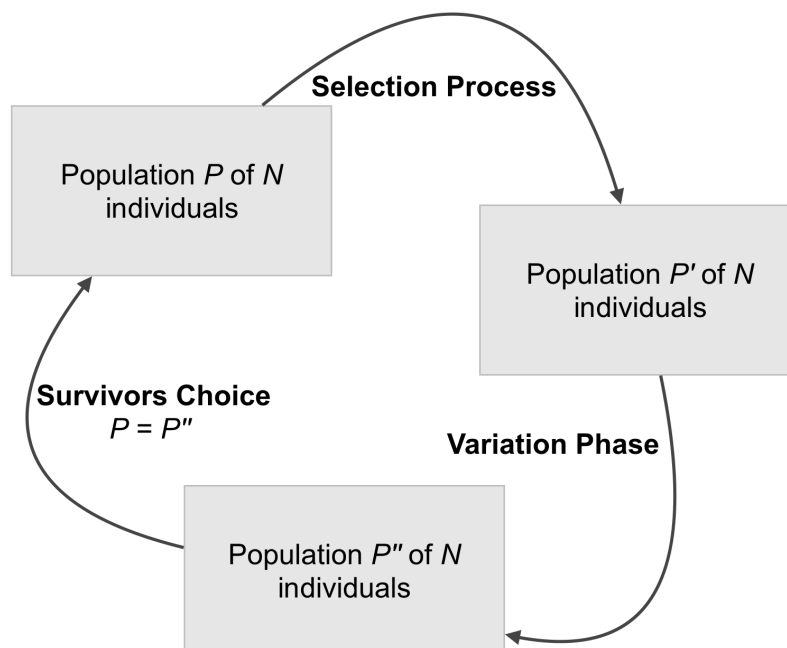 Selection Process
Population P of N
individuals
Population P' of N
individuals
Survivors Choice
P = P"
Variation Phase
Population P" of N
individuals